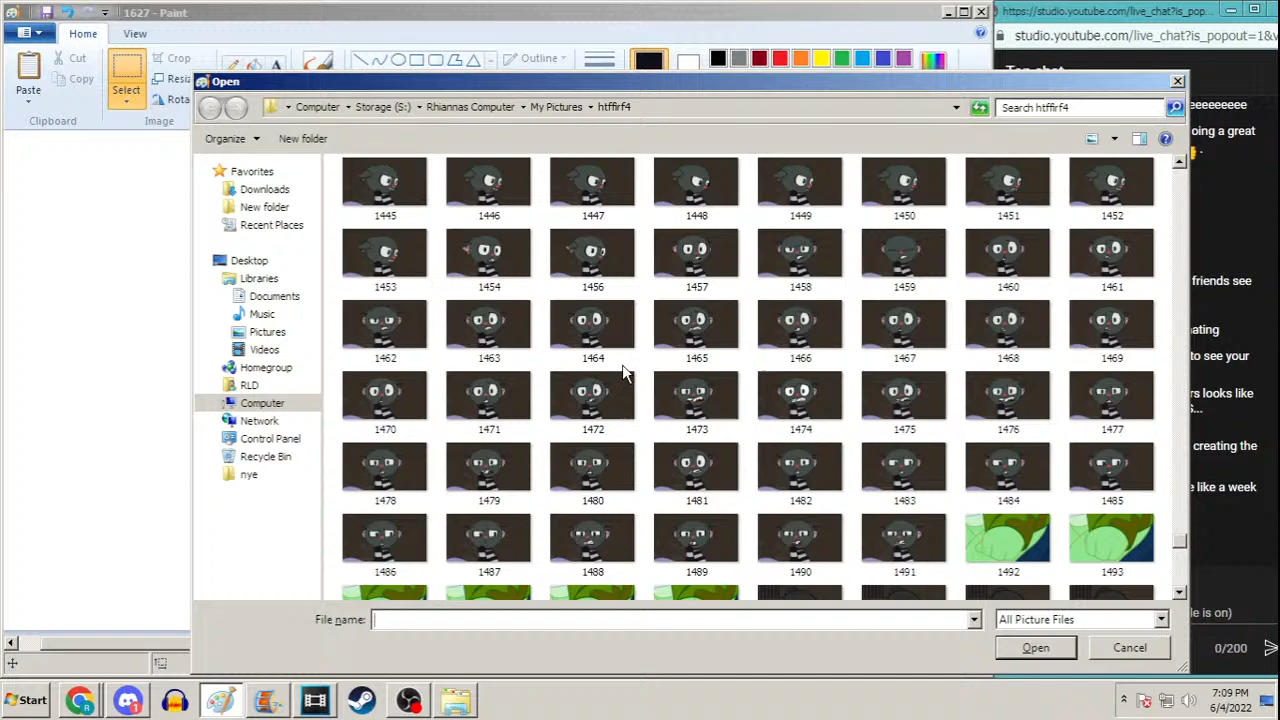 1627 - Paint
https://studio.youtube.com/live_chat?is_pop...
Home
View
studio.youtube.com/live_chat?is_popout=1&
Paste
Cut
Copy
Select
Crop
Resi
Rota
Outline
Clipboard
Image
Top chat
Open
Computer
Storage (S:)
Rhiannas Computer
My Pictures
htffirf4
Search htffirf4
Organize
New folder
eeeeeeeee
oing a great
friends see
nating
to see your
rs looks like
s...
creating the
e like a week
le is on)
0/200
Favorites
Downloads
New folder
Recent Places
Desktop
Libraries
Documents
Music
Pictures
Videos
Homegroup
RLD
Computer
Network
Control Panel
Recycle Bin
nye
1445 1446 1447 1448 1449 1450 1451 1452
1453 1454 1456 1457 1458 1459 1460 1461
1462 1463 1464 1465 1466 1467 1468 1469
1470 1471 1472 1473 1474 1475 1476 1477
1478 1479 1480 1481 1482 1483 1484 1485
1486 1487 1488 1489 1490 1491 1492 1493
File name:
All Picture Files
Open
Cancel
Start
7:09 PM
6/4/2022